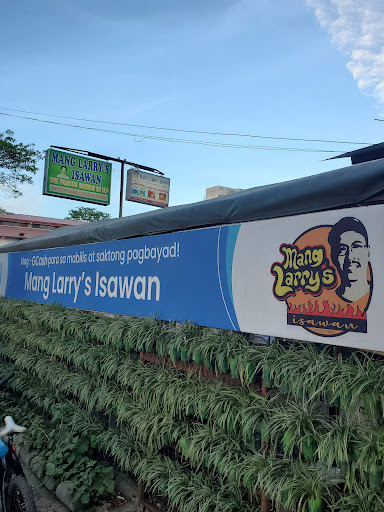 MANG LARRY'S
ISAWAN
Mag - GCash para sa mabilis at saktong pagbayad!
Mang Larry's Isawan
Mang
Larry's
isawan